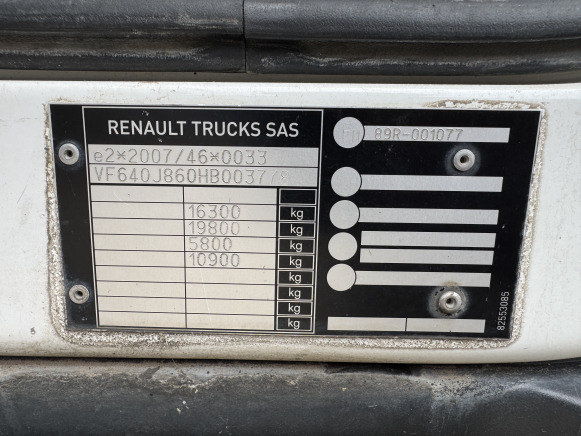 RENAULT TRUCKS SAS
e2*2007/46*0033
kg
16300 kg
19800 kg
5800 kg
10900 kg
kg
kg
kg
kg
89R-001077
82553085